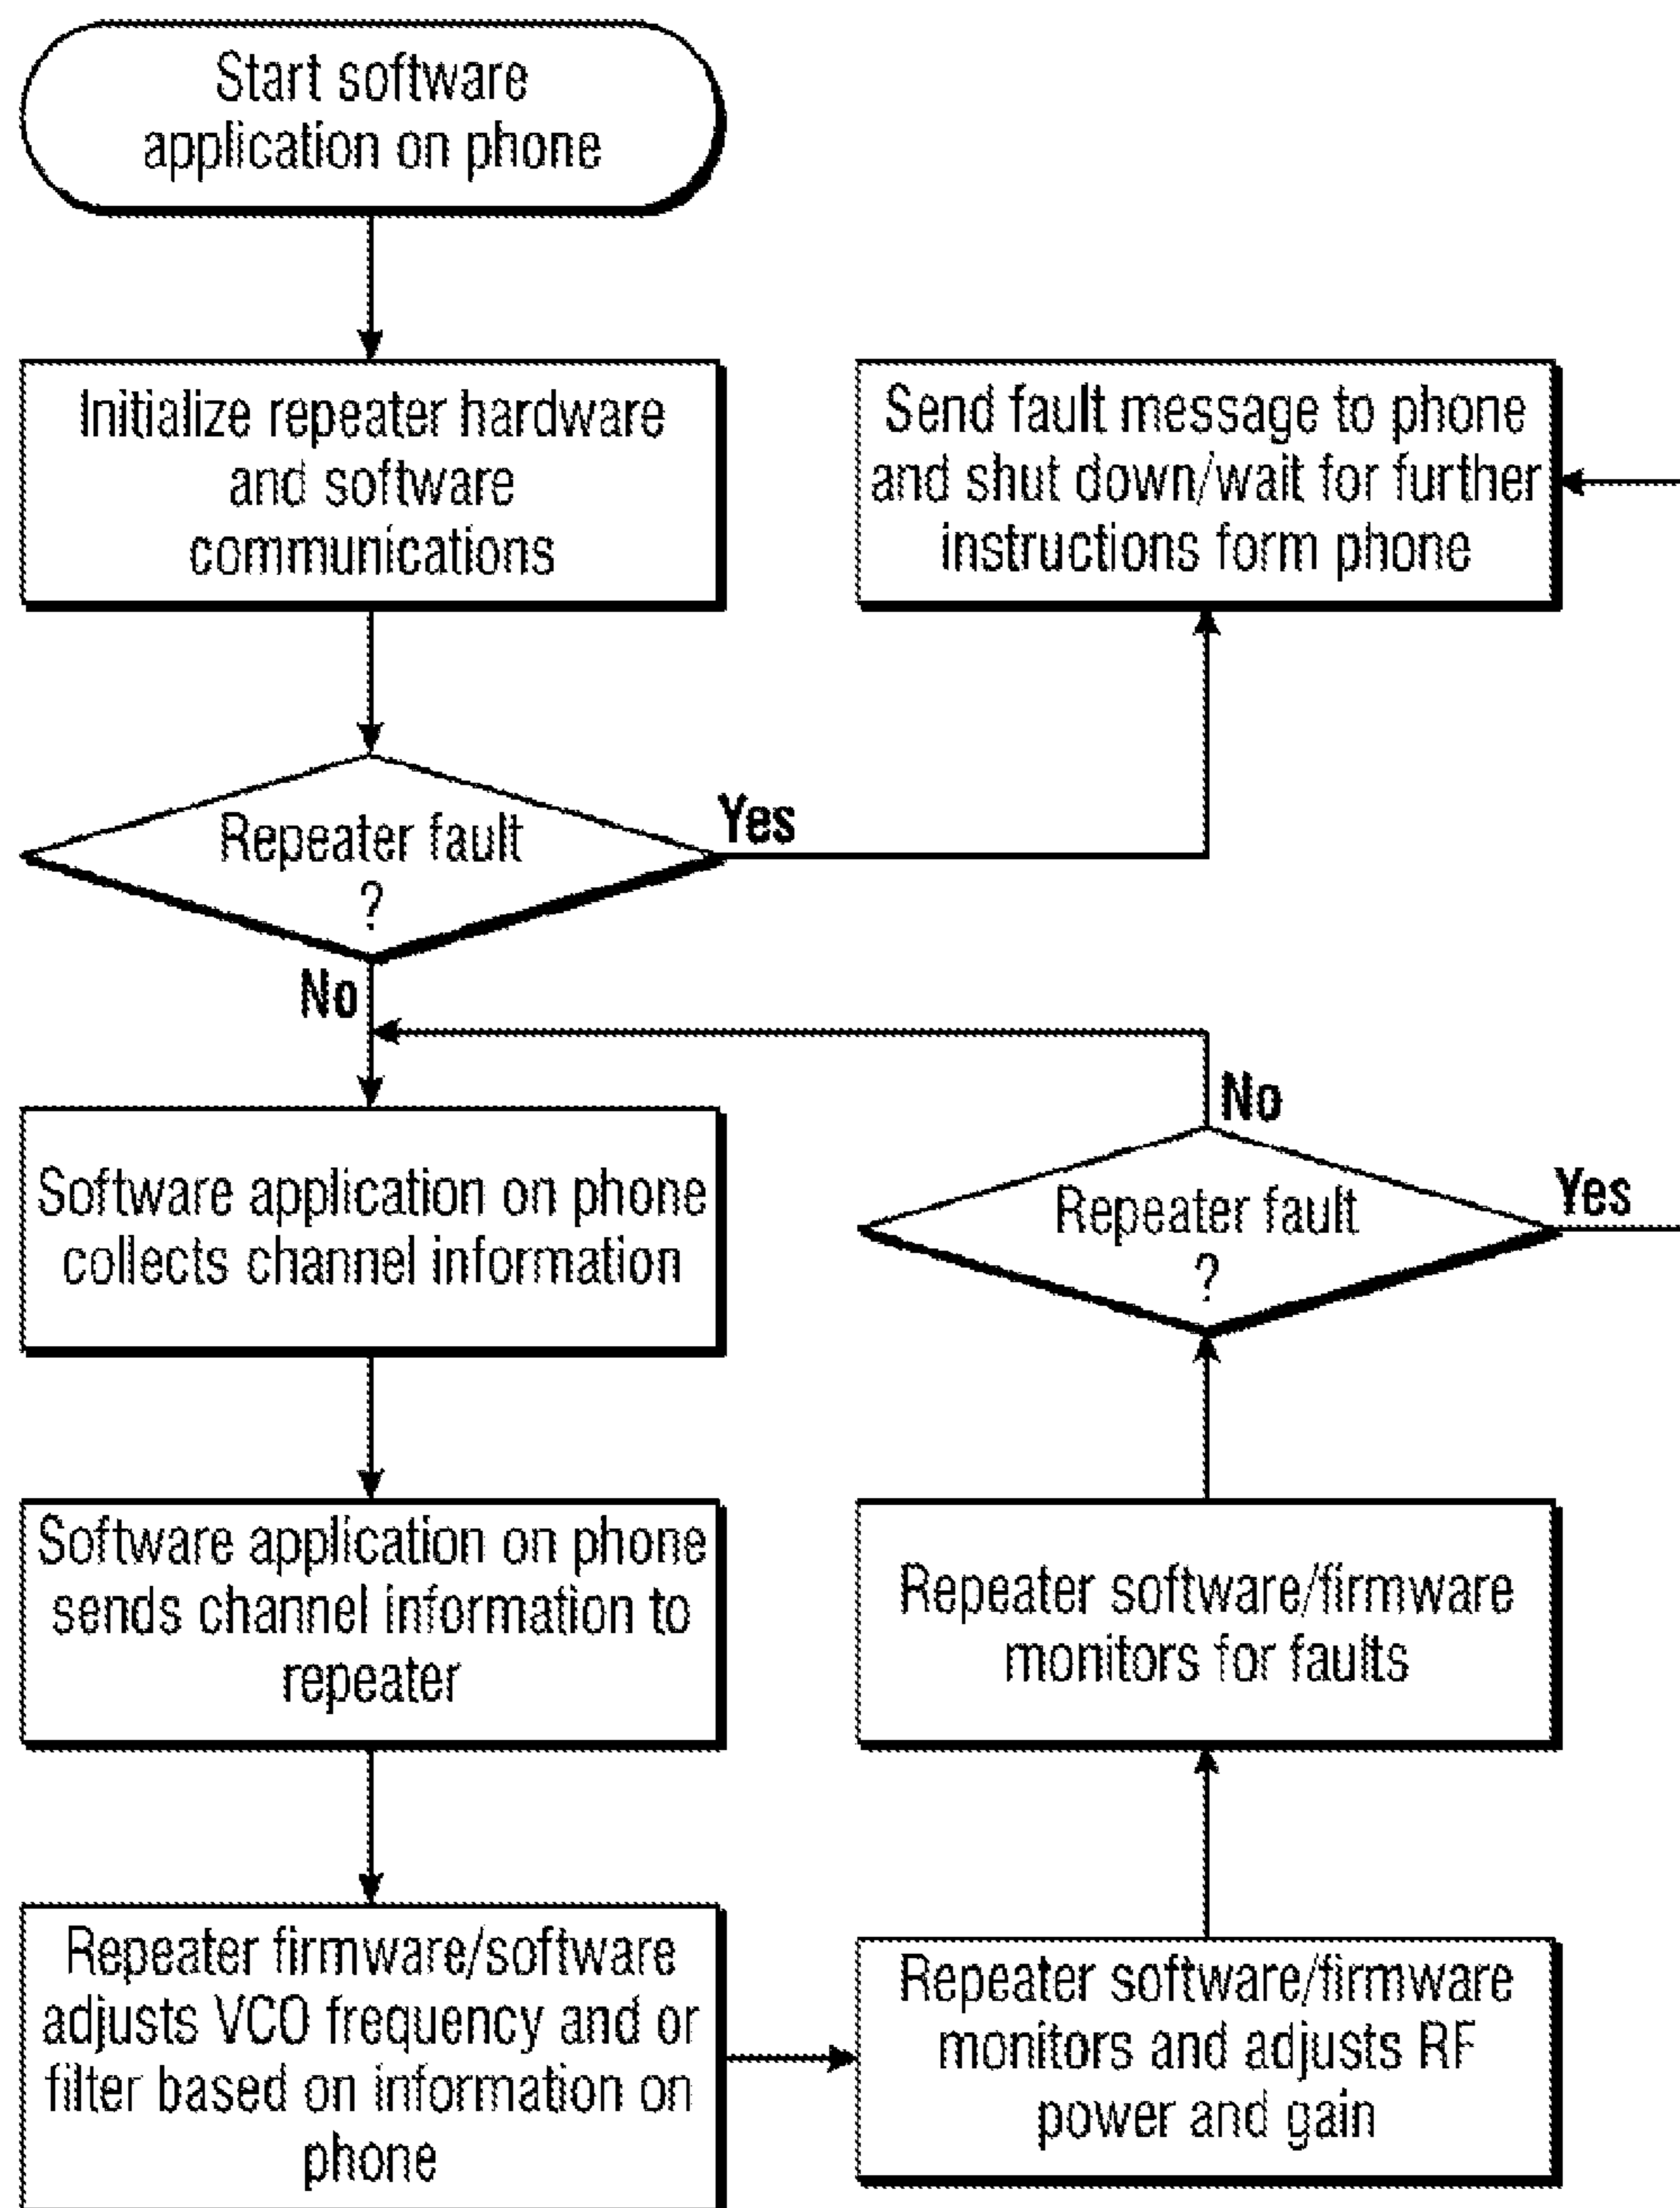 Start software
application on phone
Initialize repeater hardware
and software
communications
Send fault message to phone
and shut down/wait for further
instructions form phone
Repeater fault
?
Yes
No
Software application on phone
collects channel information
No
Repeater fault
?
Yes
Software application on phone
sends channel information to
repeater
Repeater software/firmware
monitors for faults
Repeater firmware/software
adjusts VCO frequency and or
filter based on information on
phone
Repeater software/firmware
monitors and adjusts RF
power and gain